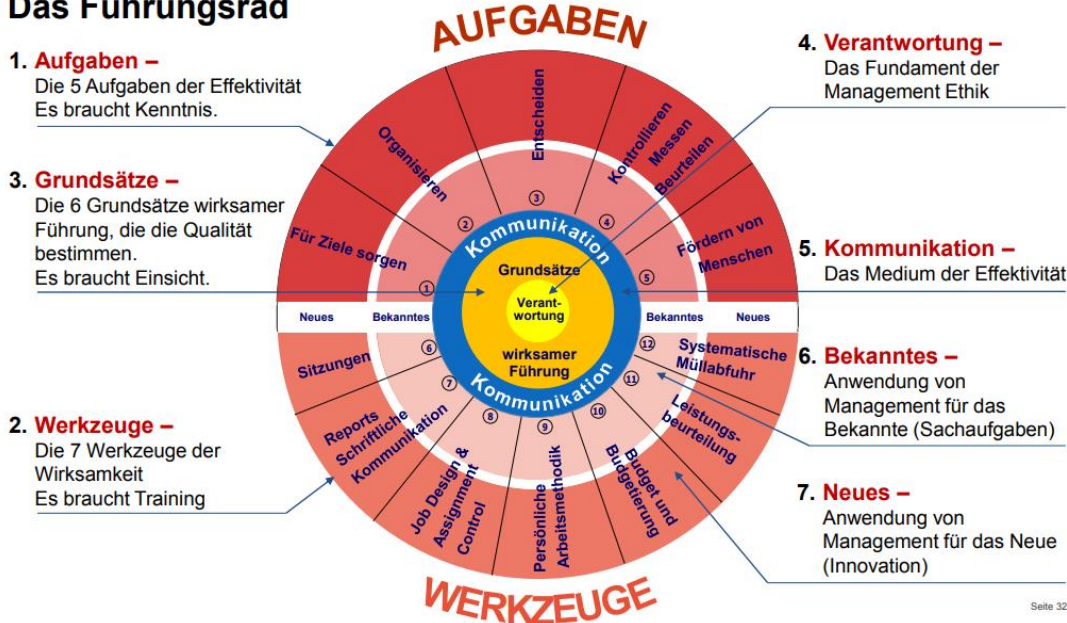 Das Führungsrad
AUFGABEN
1. Aufgaben –
Die 5 Aufgaben der Effektivität
Es braucht Kenntnis.
3. Grundsätze –
Die 6 Grundsätze wirksamer
Führung, die die Qualität
bestimmen.
Es braucht Einsicht.
2. Werkzeuge –
Die 7 Werkzeuge der
Wirksamkeit
Es braucht Training
Für Ziele sorgen
Organisieren
Entscheiden
Kontrollieren
Messen
Beurteilen
Fördern von
Menschen
1
2
3
4
5
Kommunikation
Grundsätze
Verant-
wortung
wirksamer
Führung
Kommunikation
Neues
Bekanntes
Bekanntes
Neues
6
7
8
9
10
11
12
Sitzungen
Reports
Schriftliche
Kommunikation
Job Design &
Assignment
Control
Persönliche
Arbeitsmethodik
Budget und
Budgetierung
Leistungs-
beurteilung
Systematische
Müllabfuhr
WERKZEUGE
4. Verantwortung –
Das Fundament der
Management Ethik
5. Kommunikation –
Das Medium der Effektivität
6. Bekanntes –
Anwendung von
Management für das
Bekannte (Sachaufgaben)
7. Neues –
Anwendung von
Management für das Neue
(Innovation)
Seite 32